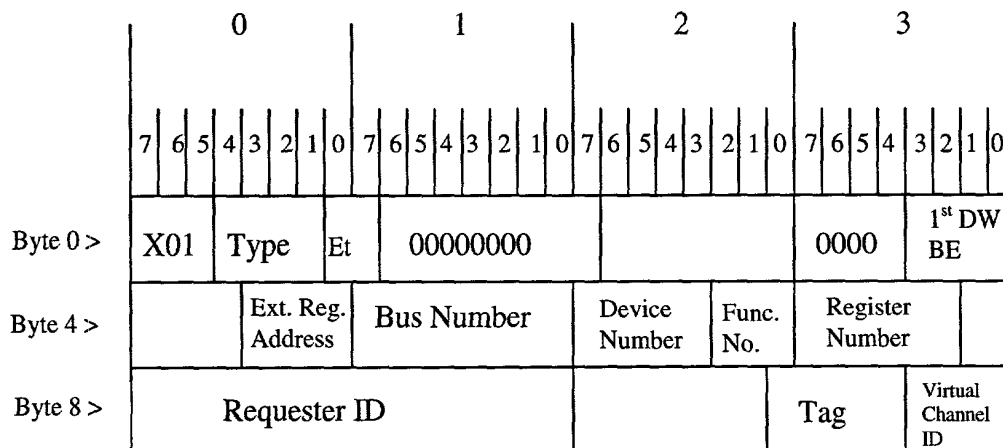 0 1 2 3
7 6 5 4 3 2 1 0 7 6 5 4 3 2 1 0 7 6 5 4 3 2 1 0 7 6 5 4 3 2 1 0
Byte 0 > X01 Type Et 00000000 0000 1st DW
BE
Byte 4 > Ext. Reg. Address Bus Number Device Number Func. No. Register Number
Byte 8 > Requester ID Tag Virtual
Channel
ID